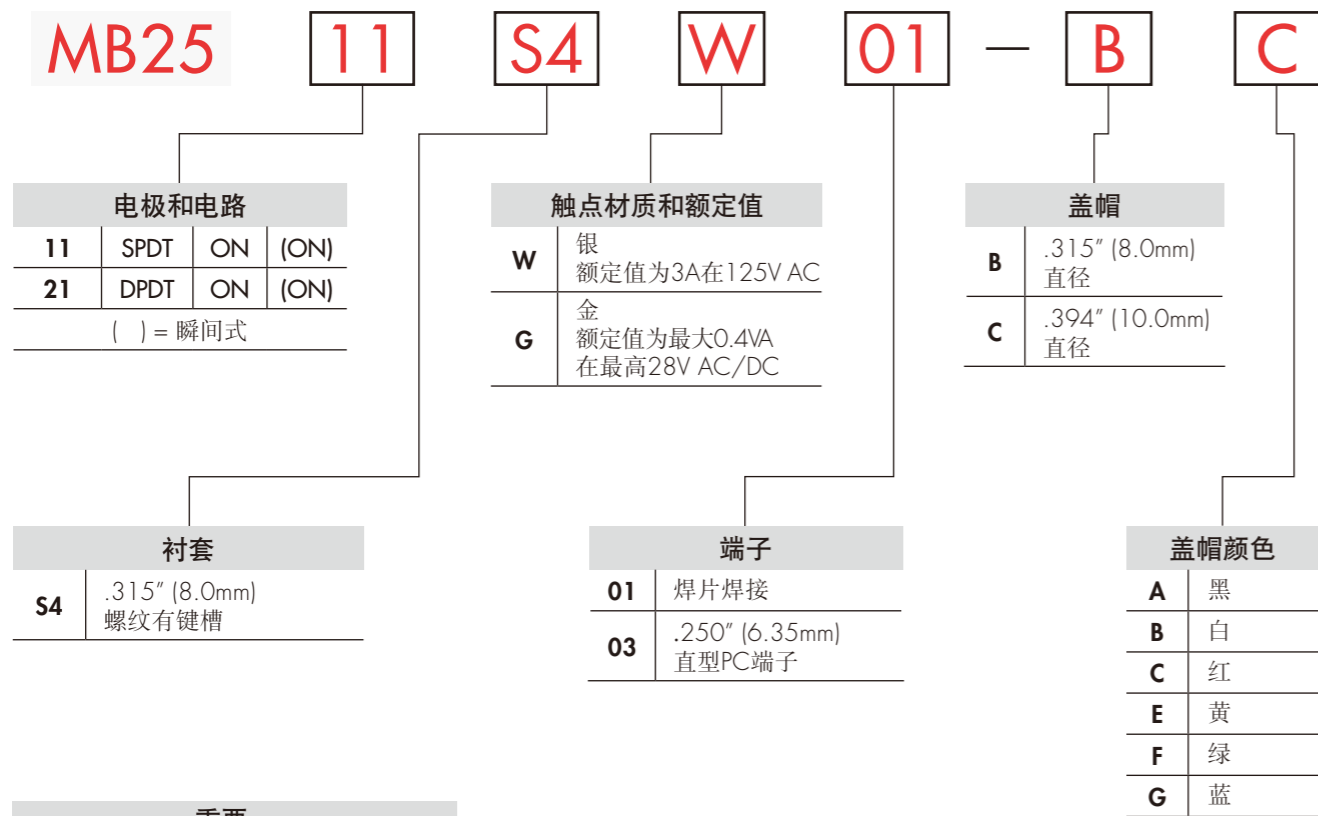 MB25 11 S4 W 01 — B C
电极和电路
11 SPDT ON (ON)
21 DPDT ON (ON)
( ) = 瞬间式
触点材质和额定值
W 银
额定值为3A在125V AC
G 金
额定值为最大0.4VA
在最高28V AC/DC
盖帽
B .315" (8.0mm)
直径
C .394" (10.0mm)
直径
衬套
S4 .315" (8.0mm)
螺纹有键槽
端子
01 焊片焊接
03 .250" (6.35mm)
直型PC端子
盖帽颜色
A 黑
B 白
C 红
E 黄
F 绿
G 蓝